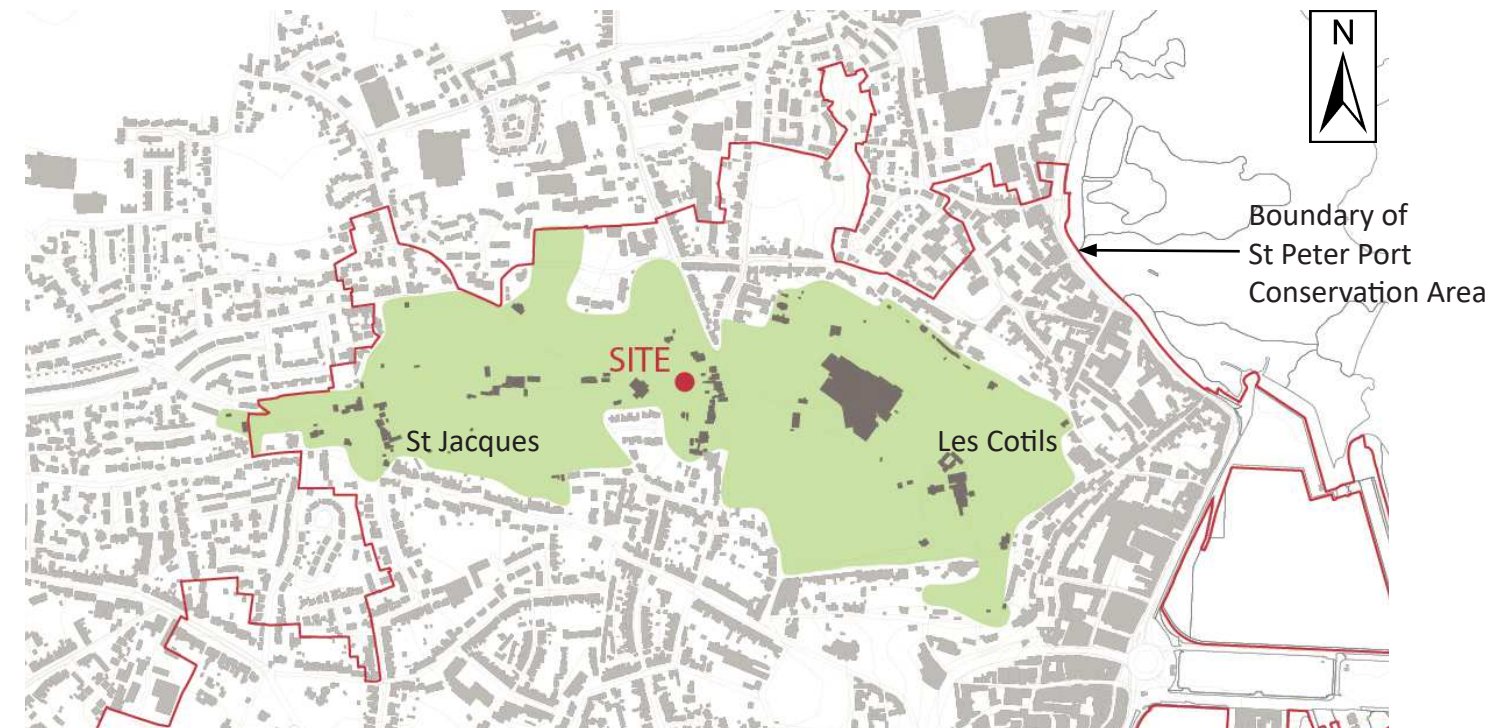 N
Boundary of
St Peter Port
Conservation Area
SITE
St Jacques
Les Cotils